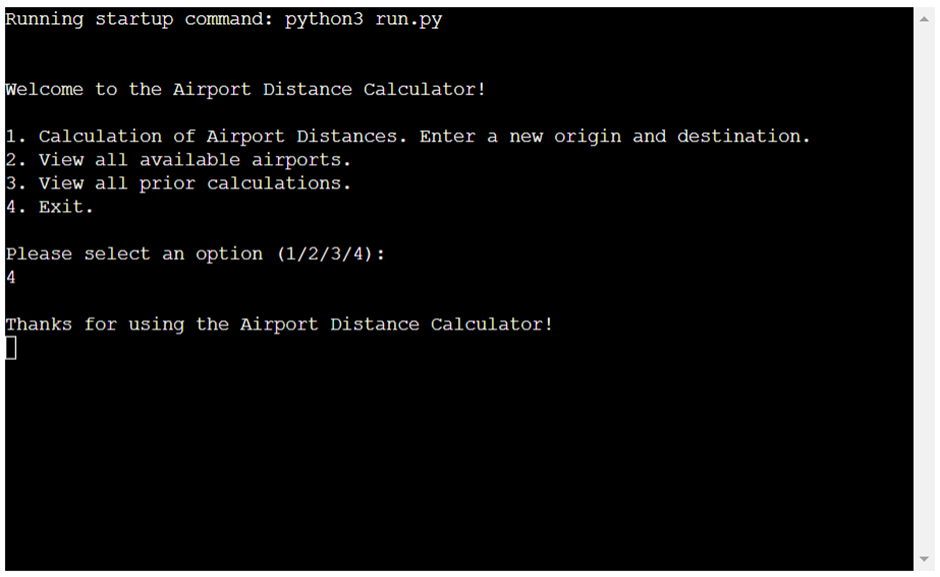 Running startup command: python3 run.py
Welcome to the Airport Distance Calculator!
1. Calculation of Airport Distances. Enter a new origin and destination.
2. View all available airports.
3. View all prior calculations.
4. Exit.
Please select an option (1/2/3/4):
4
Thanks for using the Airport Distance Calculator!